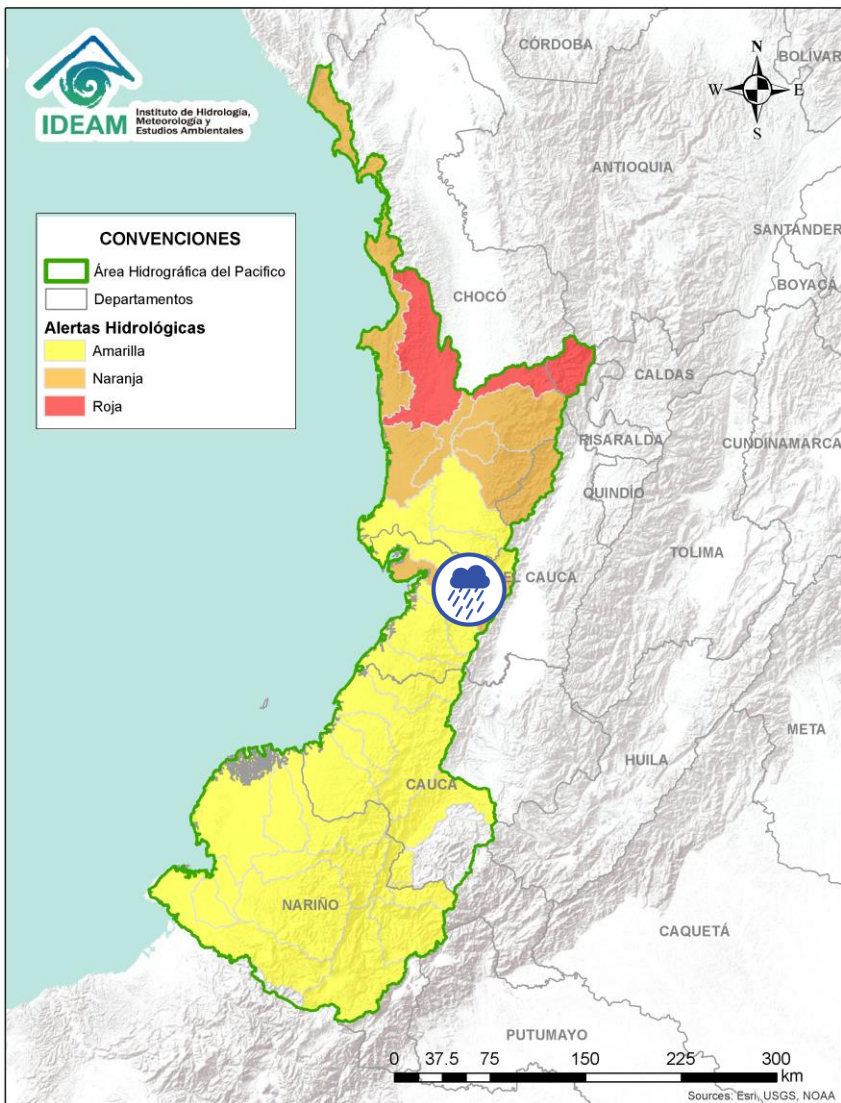 IDEAM
Instituto de Hidrología,
Meteorología y
Estudios Ambientales
CÓRDOBA
BOLÍVAR
N
W
E
S
ANTIOQUIA
SANTANDER
BOYACÁ
CONVENCIONES
Área Hidrográfica del Pacifico
Departamentos
Alertas Hidrológicas
Amarilla
Naranja
Roja
CHOCÓ
CALDAS
RISARALDA
CUNDINAMARCA
QUINDÍO
TOLIMA
EL CAUCA
META
HUILA
CAUCA
NARIÑO
CAQUETÁ
PUTUMAYO
0 37.5 75 150 225 300
km
Sources: Esri, USGS, NOAA